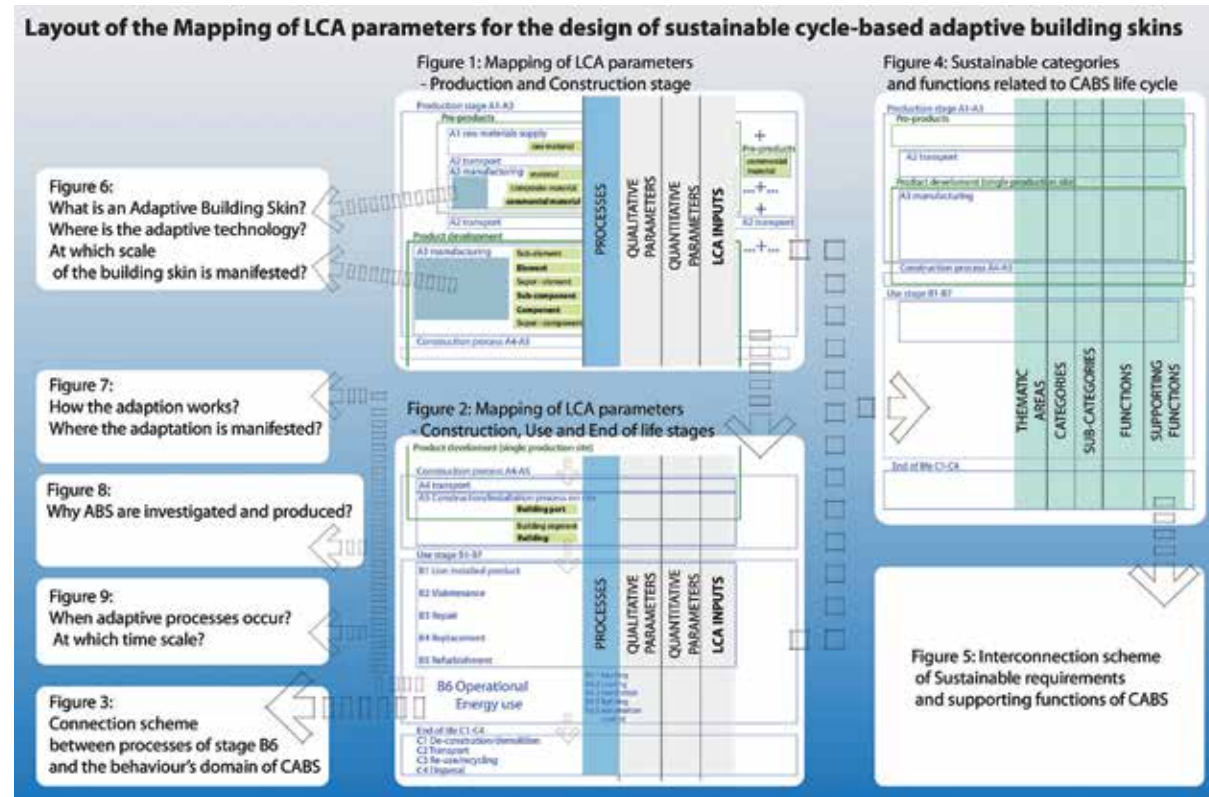 Layout of the Mapping of LCA parameters for the design of sustainable cycle-based adaptive building skins
Figure 1: Mapping of LCA parameters
- Production and Construction stage
Production stage A1-A3
Pre-products
A1 raw materials supply
raw material
A2 transport
A3 manufacturing
material
composite material
commercial material
A2 transport
Product development
A3 manufacturing
Sub-element
Element
Super-element
Sub-component
Component
Super-component
Construction process A4-A5
PROCESSES
QUALITATIVE
PARAMETERS
QUANTITATIVE
PARAMETERS
LCA INPUTS
+
Pre-products
commercial
material
...+...
+
A2 transport
...+...
Figure 4: Sustainable categories
and functions related to CABS life cycle
Production stage A1-A3
Pre-products
A2 transport
Product develoment (single production site)
A3 manufacturing
Construction process A4-A5
Use stage B1-B7
End of life C1-C4
THEMATIC
AREAS
CATEGORIES
SUB-CATEGORIES
FUNCTIONS
SUPPORTING
FUNCTIONS
Figure 6:
What is an Adaptive Building Skin?
Where is the adaptive technology?
At which scale
of the building skin is manifested?
Figure 7:
How the adaption works?
Where the adaptation is manifested?
Figure 8:
Why ABS are investigated and produced?
Figure 9:
When adaptive processes occur?
At which time scale?
Figure 3:
Connection scheme
between processes of stage B6
and the behaviour's domain of CABS
Figure 2: Mapping of LCA parameters
- Construction, Use and End of life stages
Product develoment (single production site)
Construction process A4-A5
A4 transport
A5 Construction/installation process on
Building part
Building segment
Building
Use stage B1-B7
B1 Use installed product
B2 Maintenance
B3 Repair
B4 Replacement
B5 Refurbishment
B6 Operational
Energy use
End of life C1-C4
C1 De-construction/demolition
C2 Transport
C3 Re-use/recycling
C4 Disposal
PROCESSES
QUALITATIVE
PARAMETERS
QUANTITATIVE
PARAMETERS
LCA INPUTS
Figure 5: Interconnection scheme
of Sustainable requirements
and supporting functions of CABS